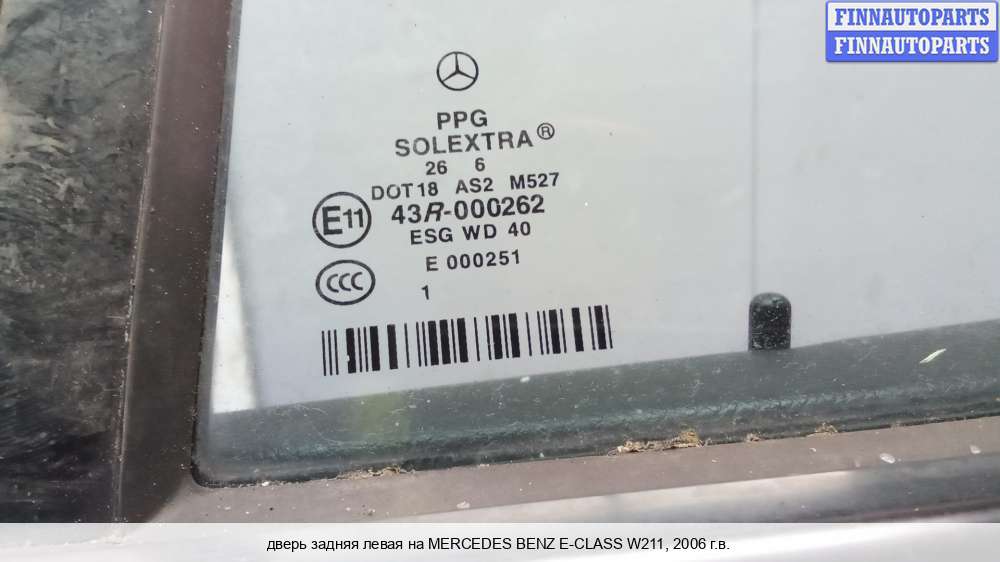 FINNAUTOPARTS
FINNAUTOPARTS
PPG
SOLEXTRA®
26 6
DOT18 AS2 M527
E11 43R-000262
ESG WD 40
E 000251
CCC
1
дверь задняя левая на MERCEDES BENZ E-CLASS W211, 2006 г.в.